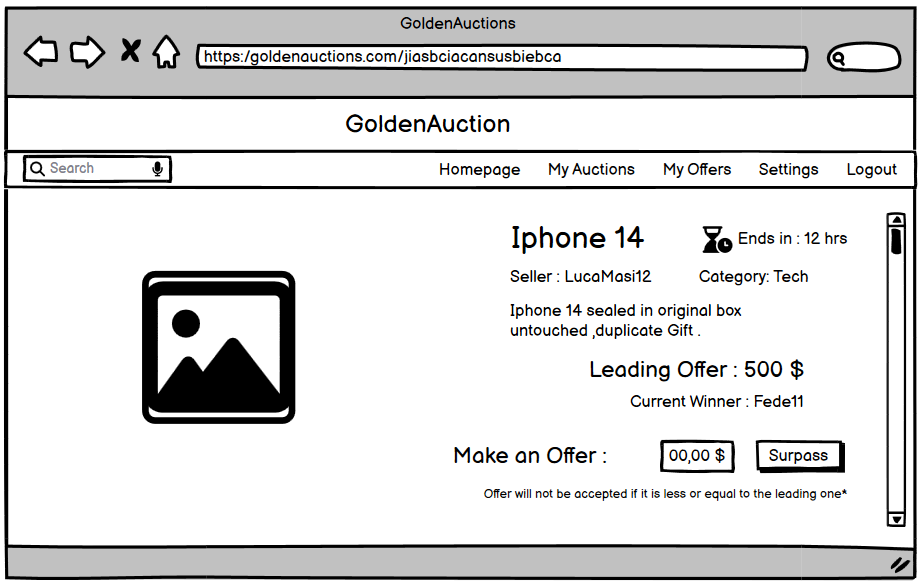 GoldenAuctions
https:/goldenauctions.com/jiasbciacansusbiebca
GoldenAuction
Search
Homepage My Auctions My Offers Settings Logout
Iphone 14
Ends in : 12 hrs
Seller : LucaMasi12
Category: Tech
Iphone 14 sealed in original box
untouched ,duplicate Gift .
Leading Offer : 500 $
Current Winner : Fede11
Make an Offer :
00,00 $
Surpass
Offer will not be accepted if it is less or equal to the leading one*